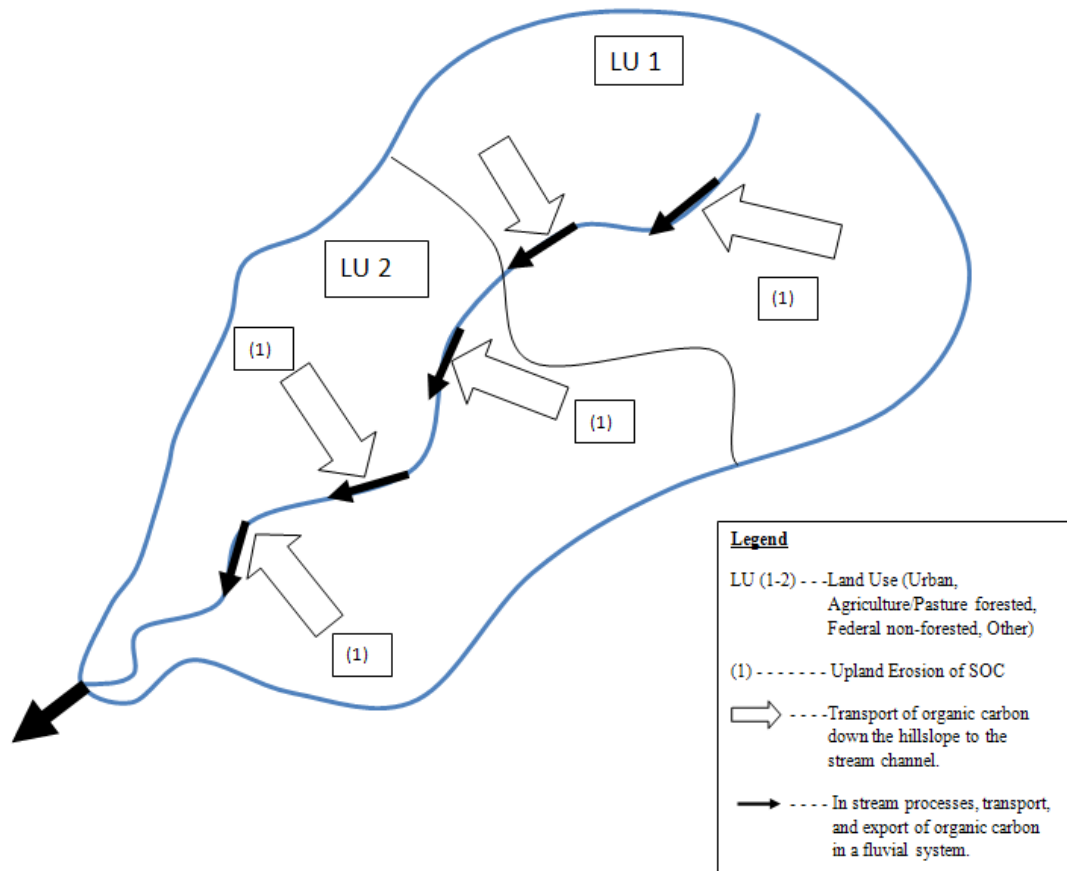 LU 1
LU 2
(1)
(1)
(1)
(1)
Legend
LU (1-2) - - -Land Use (Urban,
Agriculture/Pasture forested,
Federal non-forested, Other)
(1) - - - - - - - Upland Erosion of SOC
- - - -Transport of organic carbon
down the hillslope to the
stream channel.
- - - - In stream processes, transport,
and export of organic carbon
in a fluvial system.